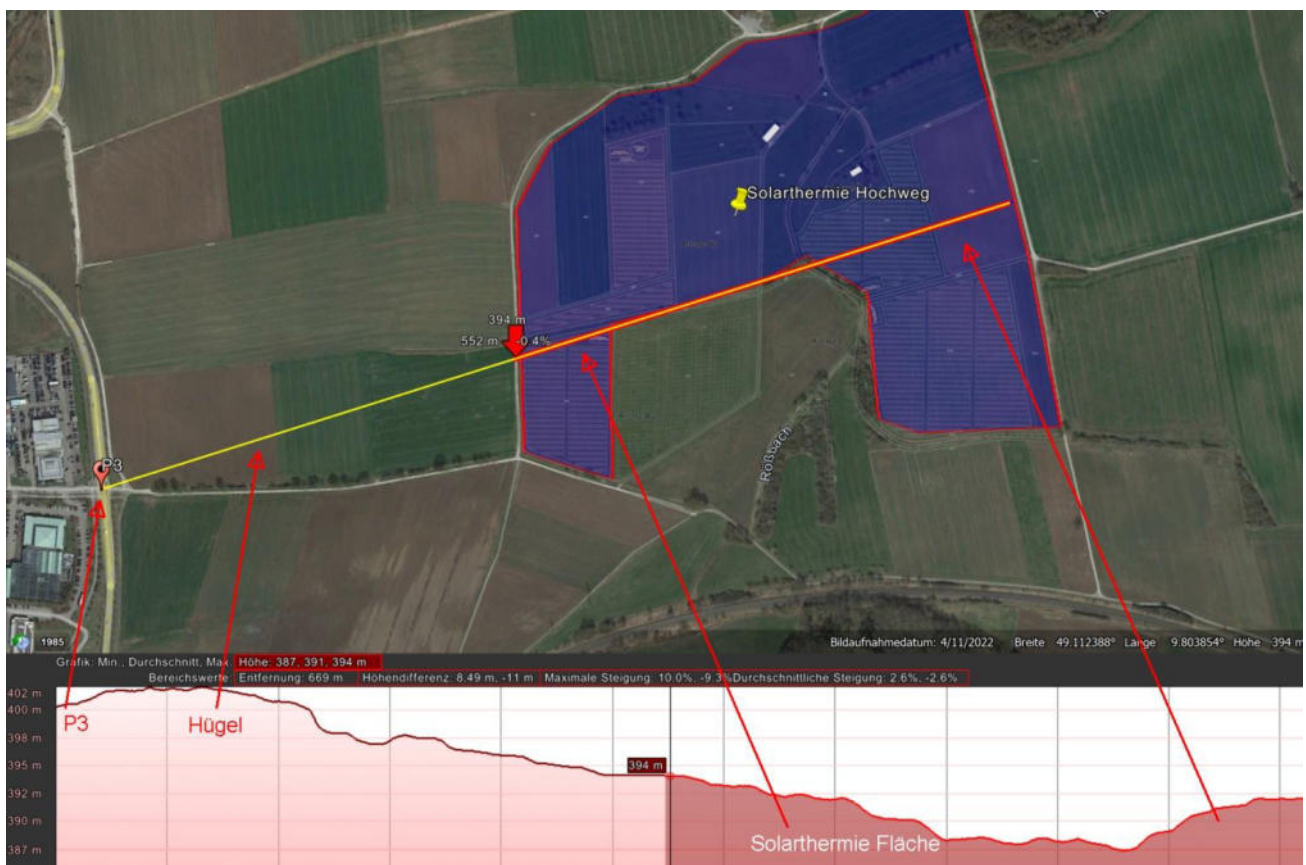 Solarthermie Hochweg
394 m
552 m -0.4%
Roßbach
P3
1985
Bildaufnahmedatum: 4/11/2022 Breite 49.112388° Länge 9.803854° Höhe 394 m
Grafik: Min., Durchschnitt, Max. Höhe: 387, 391, 394 m
Bereichswerte Entfernung: 669 m Höhendifferenz: 8.49 m, -11 m Maximale Steigung: 10.0%, -9.3% Durchschnittliche Steigung: 2.6%, -2.6%
402 m
400 m
398 m
395 m
392 m
390 m
387 m
P3
Hügel
394 m
Solarthermie Fläche